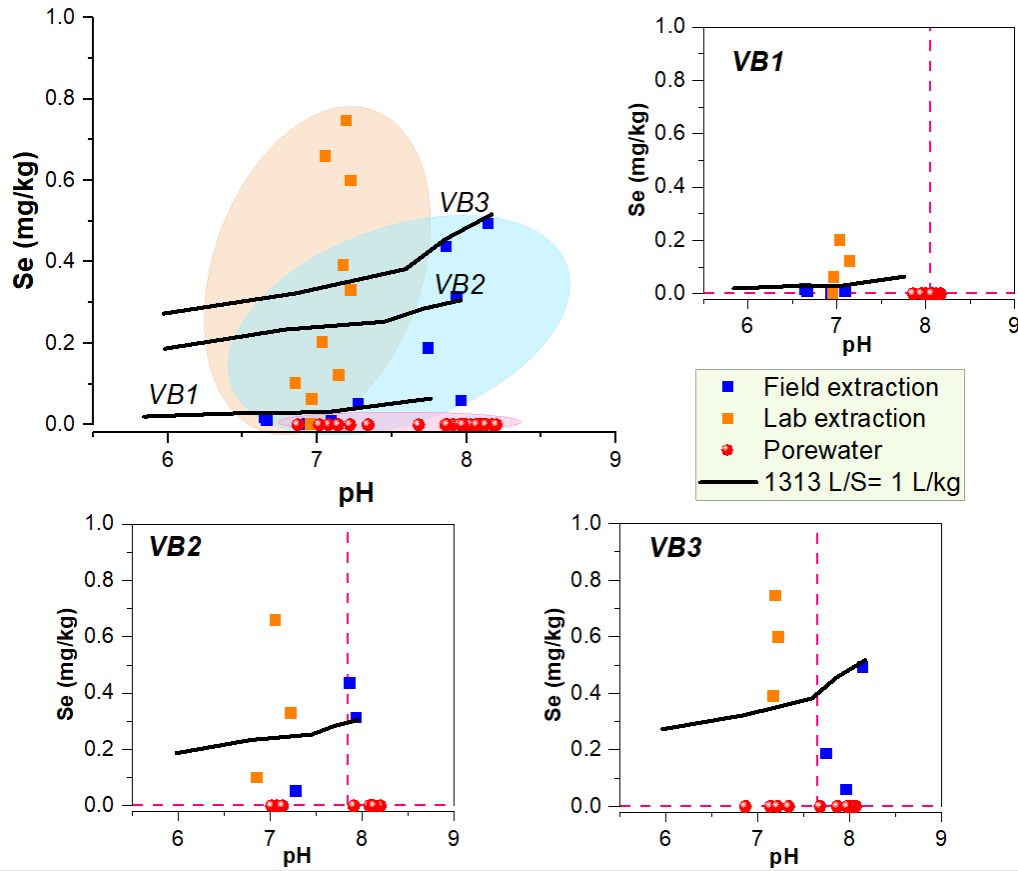 1.0
0.8
0.6
0.4
0.2
0.0
Se (mg/kg)
VB3
VB2
VB1
6 7 8 9
pH
1.0
0.8
0.6
0.4
0.2
0.0
Se (mg/kg)
VB1
6 7 8 9
pH
Field extraction
Lab extraction
Porewater
1313 L/S= 1 L/kg
1.0
0.8
0.6
0.4
0.2
0.0
Se (mg/kg)
VB2
6 7 8 9
pH
1.0
0.8
0.6
0.4
0.2
0.0
Se (mg/kg)
VB3
6 7 8 9
pH